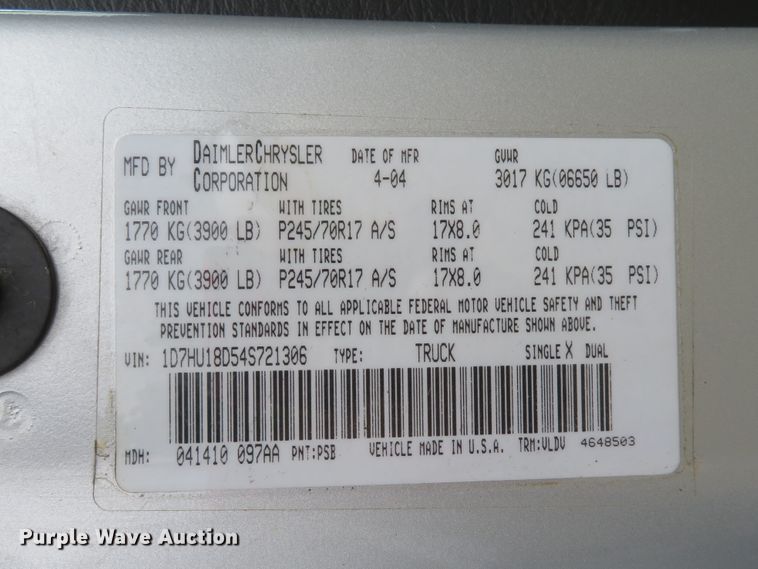 MFD BY DAIMLERCHRYSLER CORPORATION DATE OF MFR 4-04 GVWR 3017 KG(06650 LB)
GAWR FRONT WITH TIRES RIMS AT COLD
1770 KG(3900 LB) P245/70R17 A/S 17X8.0 241 KPA(35 PSI)
GAWR REAR WITH TIRES RIMS AT COLD
1770 KG(3900 LB) P245/70R17 A/S 17X8.0 241 KPA(35 PSI)
THIS VEHICLE CONFORMS TO ALL APPLICABLE FEDERAL MOTOR VEHICLE SAFETY AND THEFT
PREVENTION STANDARDS IN EFFECT ON THE DATE OF MANUFACTURE SHOWN ABOVE.
VIN: 1D7HU18D54S721306 TYPE: TRUCK SINGLE X DUAL
MDH: 041410 097AA PNT:PSB VEHICLE MADE IN U.S.A. TRM:VLDV 4648503
Purple Wave Auction
Purple Wave Auction